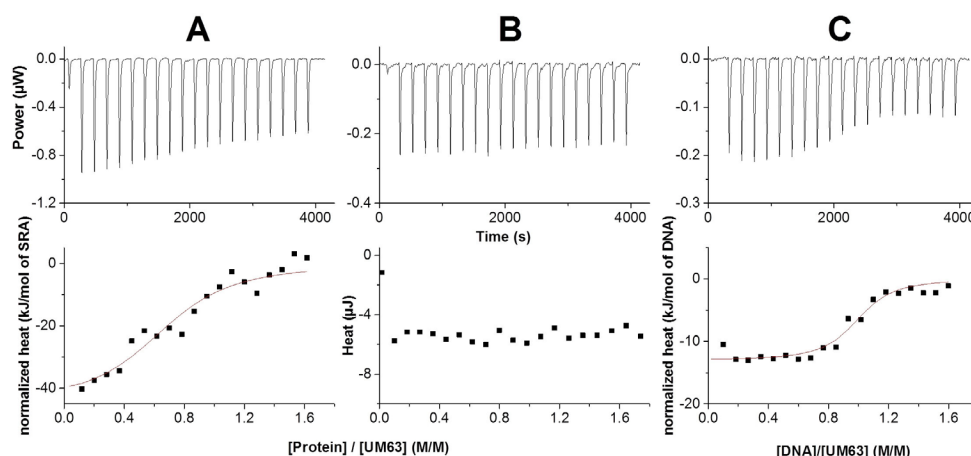 A B C
Power (µW)
0.0
-0.4
-0.8
-1.2
0 2000 4000
0.0
-0.2
-0.4
0 2000 4000
Time (s)
0.0
-0.1
-0.2
-0.3
0 2000 4000
normalized heat (kJ/mol of SRA)
0
-20
-40
0.0 0.4 0.8 1.2 1.6
Heat (µJ)
0
-4
-8
0.0 0.4 0.8 1.2 1.6
normalized heat (kJ/mol of DNA)
0
-10
-20
0.0 0.4 0.8 1.2 1.6
[Protein] / [UM63] (M/M)
[DNA]/[UM63] (M/M)